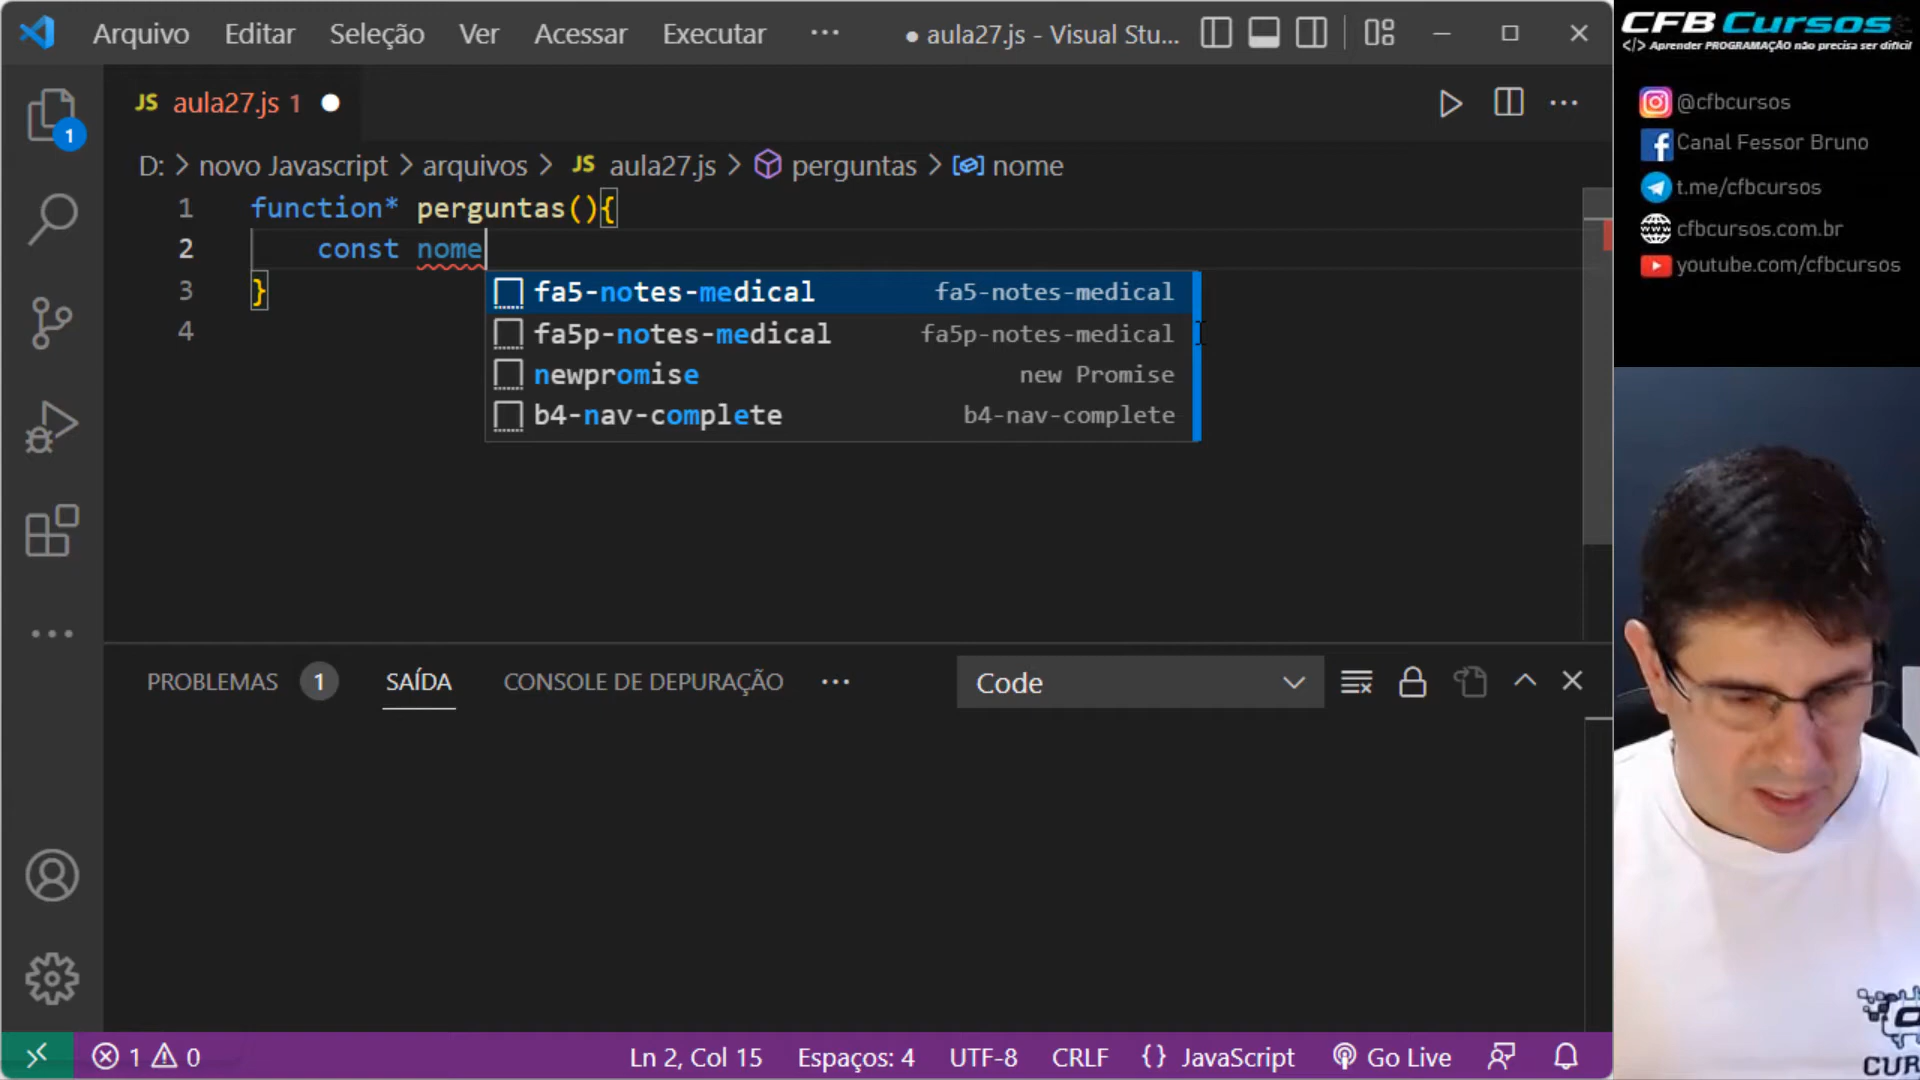 Arquivo Editar Seleção Ver Acessar Executar ··· ● aula27.js - Visual Stu...
JS aula27.js 1 ●
D: > novo Javascript > arquivos > JS aula27.js > perguntas > nome
1 function* perguntas(){
2 const nome
3 }
4
fa5-notes-medical fa5-notes-medical
fa5p-notes-medical fa5p-notes-medical
newpromise new Promise
b4-nav-complete b4-nav-complete
1
PROBLEMAS 1 SAÍDA CONSOLE DE DEPURAÇÃO ··· Code
1 0 Ln 2, Col 15 Espaços: 4 UTF-8 CRLF {} JavaScript Go Live
CFB Cursos
</> Aprender PROGRAMAÇÃO não precisa ser difícil
@cfbcursos
Canal Fessor Bruno
t.me/cfbcursos
cfbcursos.com.br
youtube.com/cfbcursos